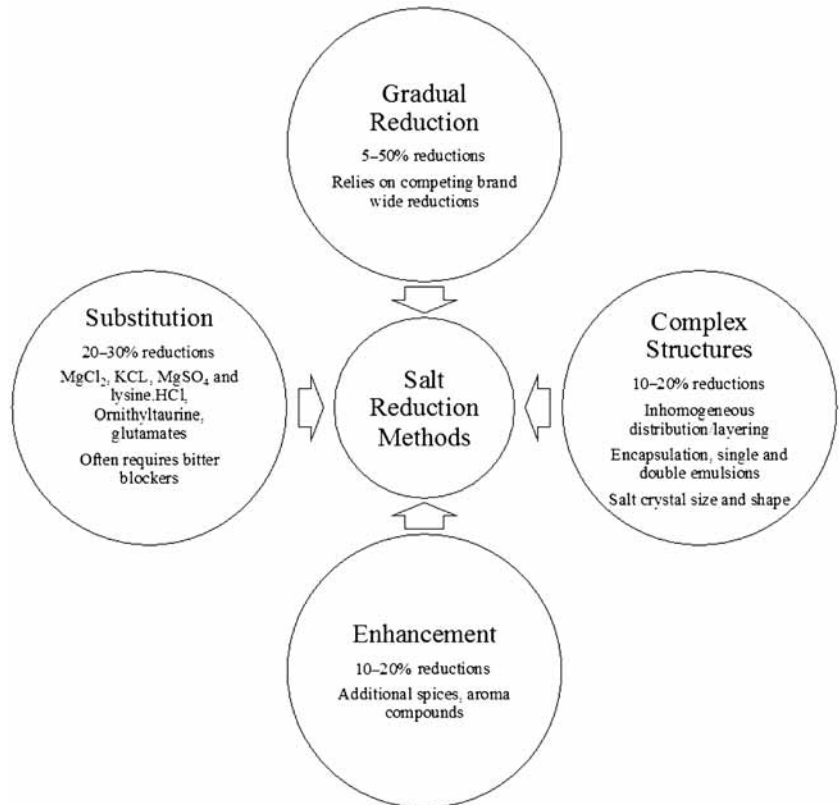 Gradual
Reduction
5–50% reductions
Relies on competing brand
wide reductions
Substitution
20–30% reductions
MgCl₂, KCL, MgSO₄ and
lysine.HCl,
Ornithyltaurine,
glutamates
Often requires bitter
blockers
Salt
Reduction
Methods
Complex
Structures
10–20% reductions
Inhomogeneous
distribution/layering
Encapsulation, single and
double emulsions
Salt crystal size and shape
Enhancement
10–20% reductions
Additional spices, aroma
compounds